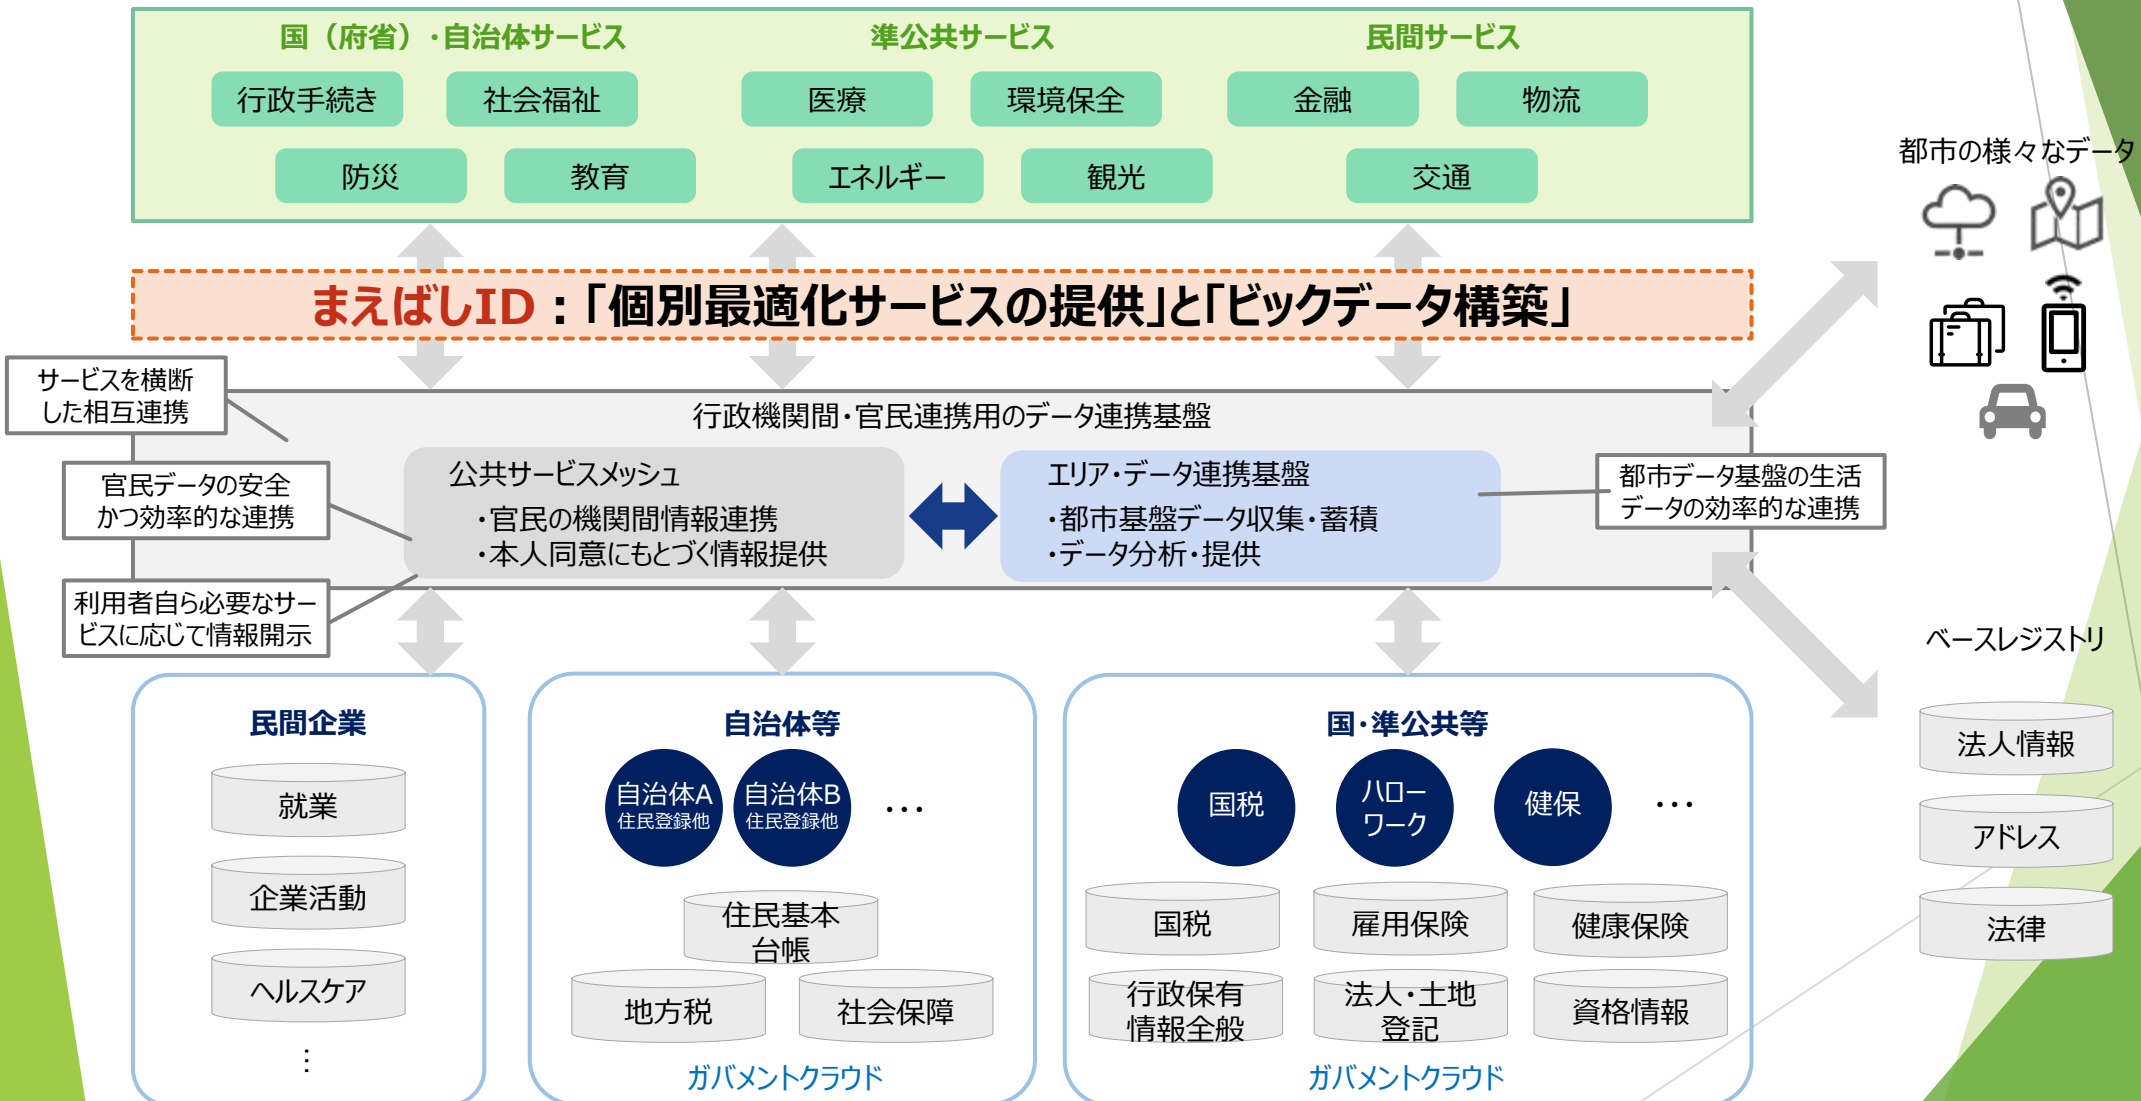 国（府省）・自治体サービス
準公共サービス
民間サービス
行政手続き
社会福祉
医療
環境保全
金融
物流
防災
教育
エネルギー
観光
交通
都市の様々なデータ
まえばしID：「個別最適化サービスの提供」と「ビックデータ構築」
サービスを横断
した相互連携
行政機関間・官民連携用のデータ連携基盤
官民データの安全
かつ効率的な連携
公共サービスメッシュ
・官民の機関間情報連携
・本人同意にもとづく情報提供
エリア・データ連携基盤
・都市基盤データ収集・蓄積
・データ分析・提供
都市データ基盤の生活
データの効率的な連携
利用者自ら必要なサー
ビスに応じて情報開示
ベースレジストリ
法人情報
アドレス
法律
民間企業
就業
企業活動
ヘルスケア
…
自治体等
自治体A
住民登録他
自治体B
住民登録他
…
住民基本
台帳
地方税
社会保障
ガバメントクラウド
国・準公共等
国税
ハロー
ワーク
健保
…
国税
雇用保険
健康保険
行政保有
情報全般
法人・土地
登記
資格情報
ガバメントクラウド